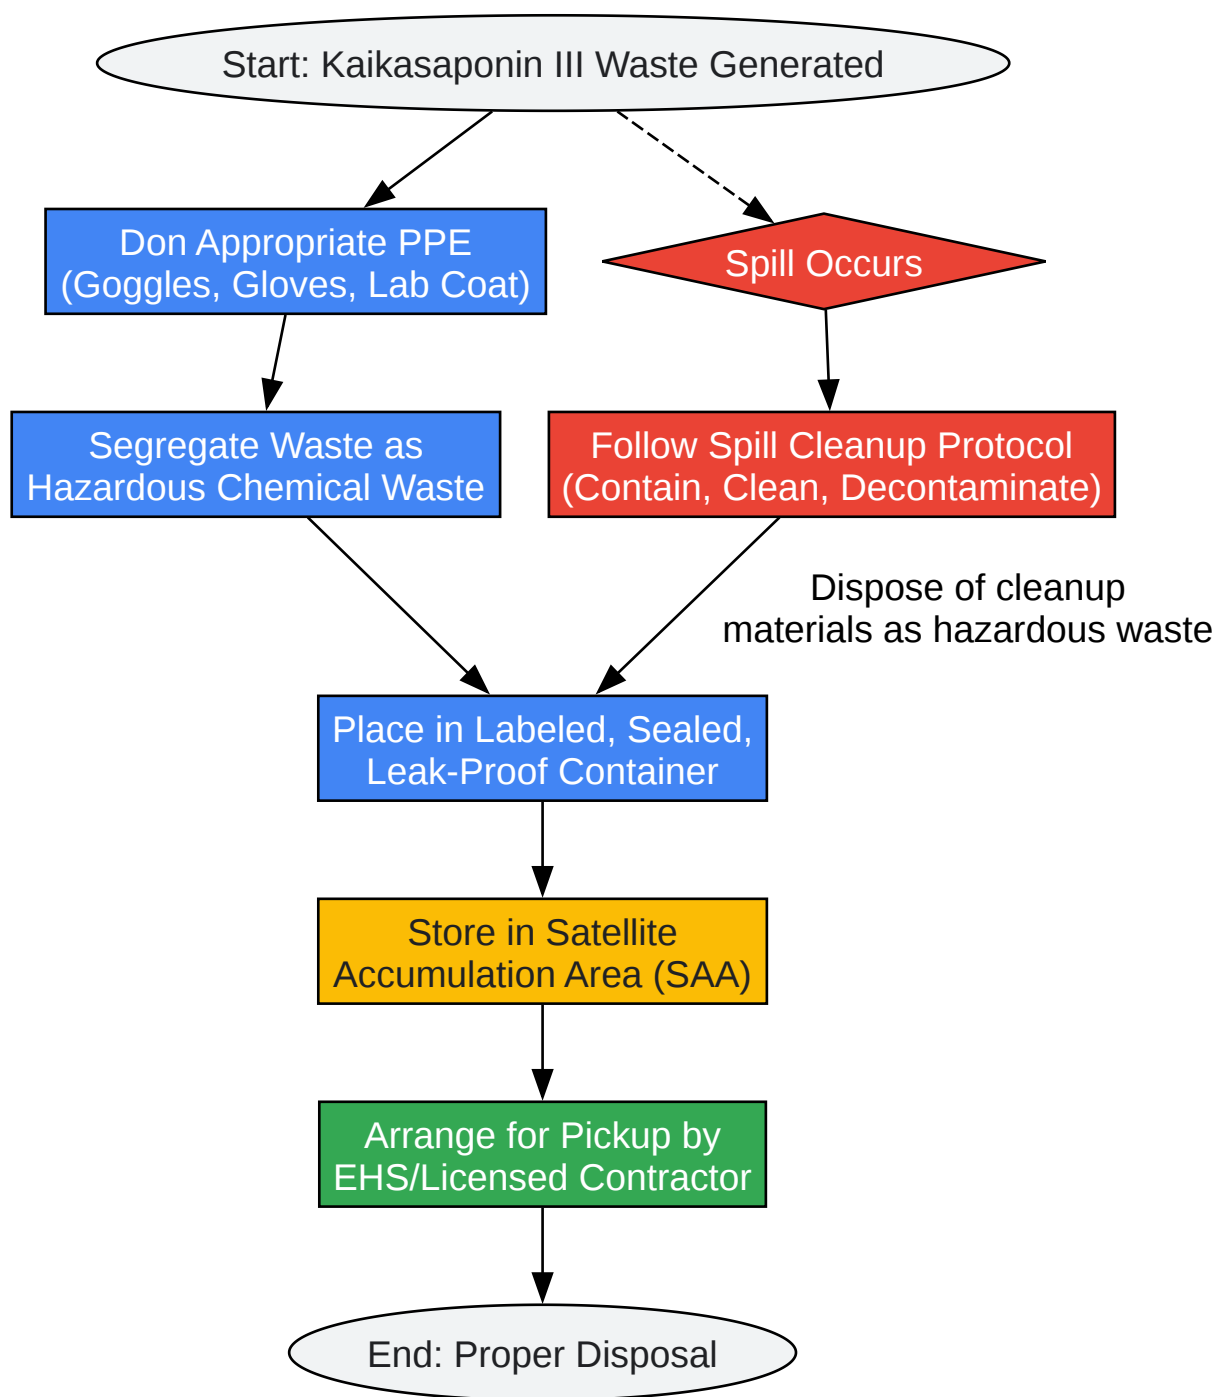 Start: Kaikasaponin III Waste Generated
Don Appropriate PPE
(Goggles, Gloves, Lab Coat)
Spill Occurs
Segregate Waste as
Hazardous Chemical Waste
Follow Spill Cleanup Protocol
(Contain, Clean, Decontaminate)
Dispose of cleanup
materials as hazardous waste
Place in Labeled, Sealed,
Leak-Proof Container
Store in Satellite
Accumulation Area (SAA)
Arrange for Pickup by
EHS/Licensed Contractor
End: Proper Disposal